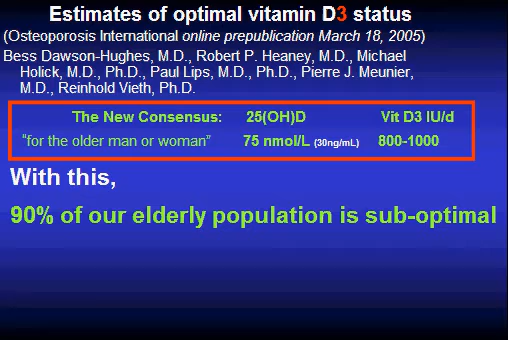 Estimates of optimal vitamin D3 status
(Osteoporosis International online prepublication March 18, 2005)
Bess Dawson-Hughes, M.D., Robert P. Heaney, M.D., Michael
Holick, M.D., Ph.D., Paul Lips, M.D., Ph.D., Pierre J. Meunier,
M.D., Reinhold Vieth, Ph.D.
The New Consensus: 25(OH)D Vit D3 IU/d
“for the older man or woman” 75 nmol/L (30ng/mL) 800-1000
With this,
90% of our elderly population is sub-optimal